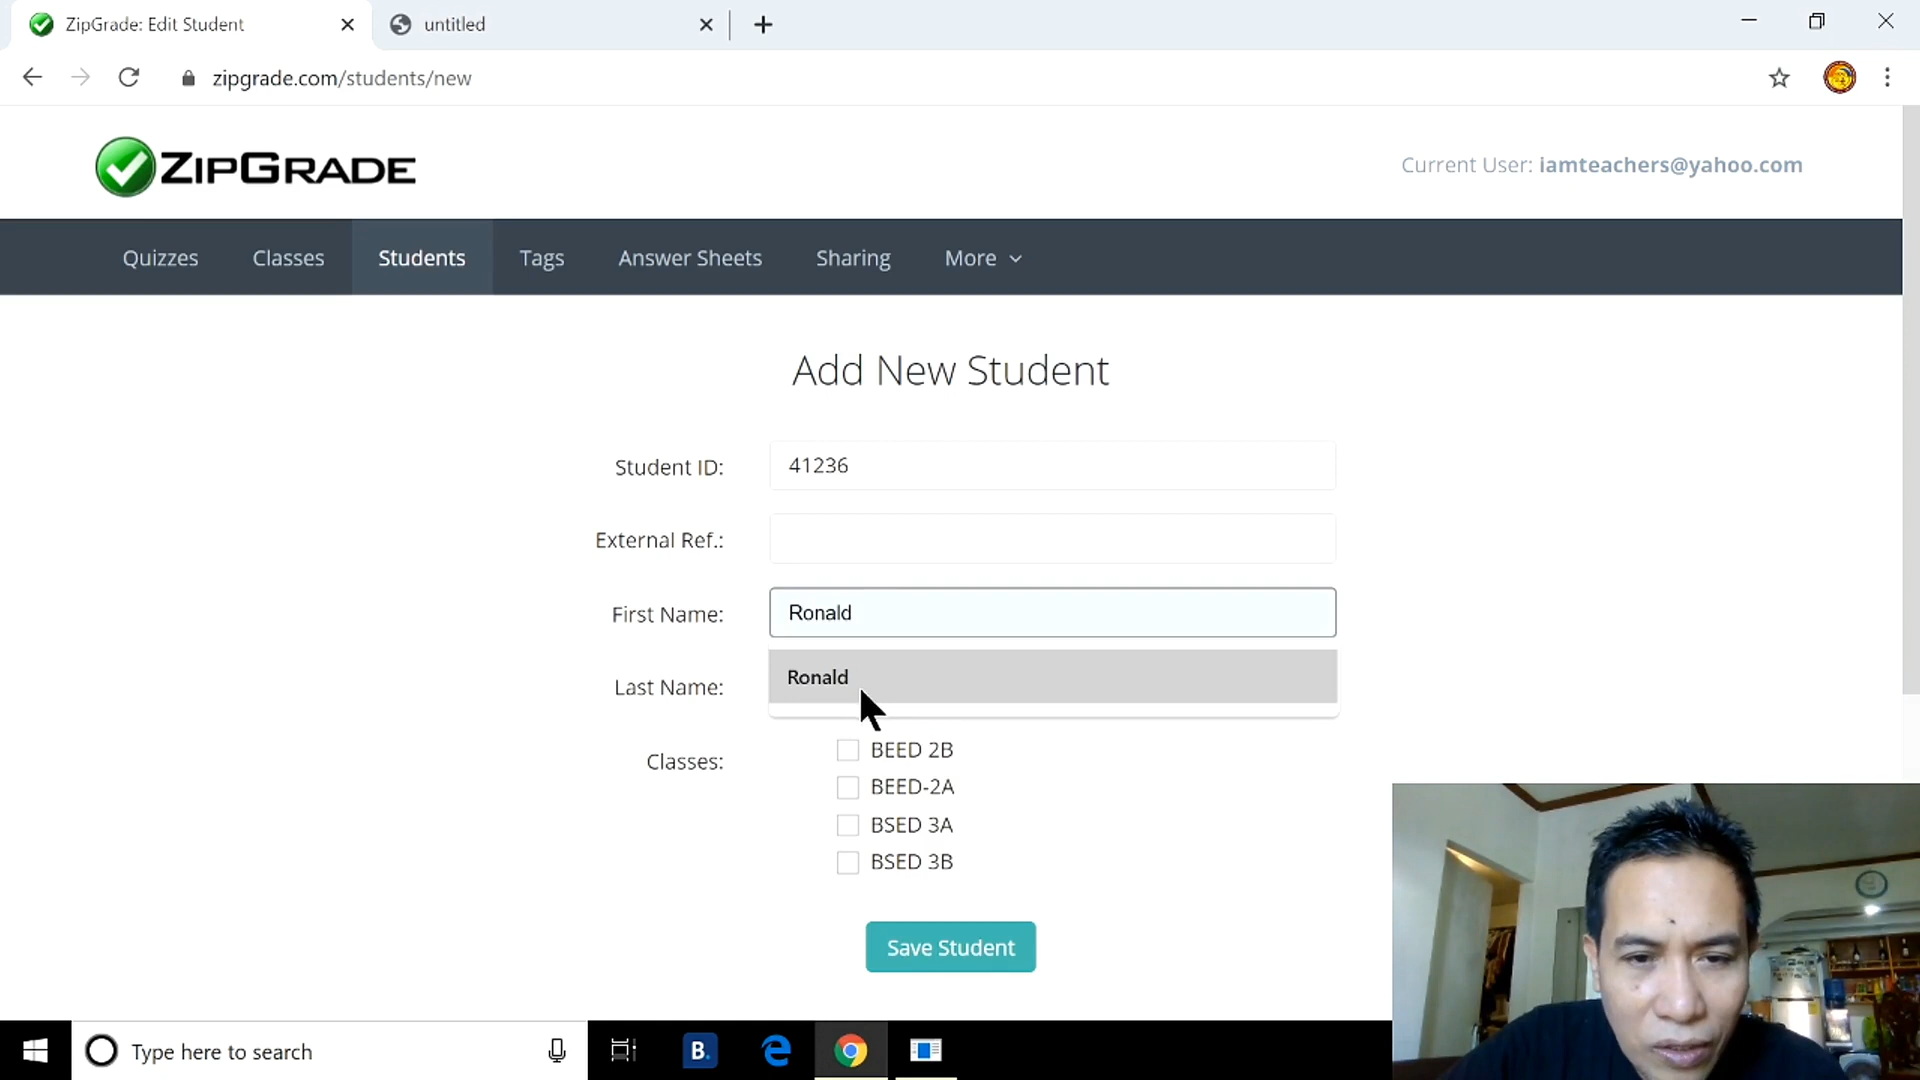 ZipGrade: Edit Student
untitled
zipgrade.com/students/new
ZIPGRADE
Current User: iamteachers@yahoo.com
Quizzes
Classes
Students
Tags
Answer Sheets
Sharing
More
Add New Student
Student ID:
41236
External Ref.:
First Name:
Ronald
Ronald
Last Name:
Classes:
BEED 2B
BEED-2A
BSED 3A
BSED 3B
Save Student
Type here to search
B.